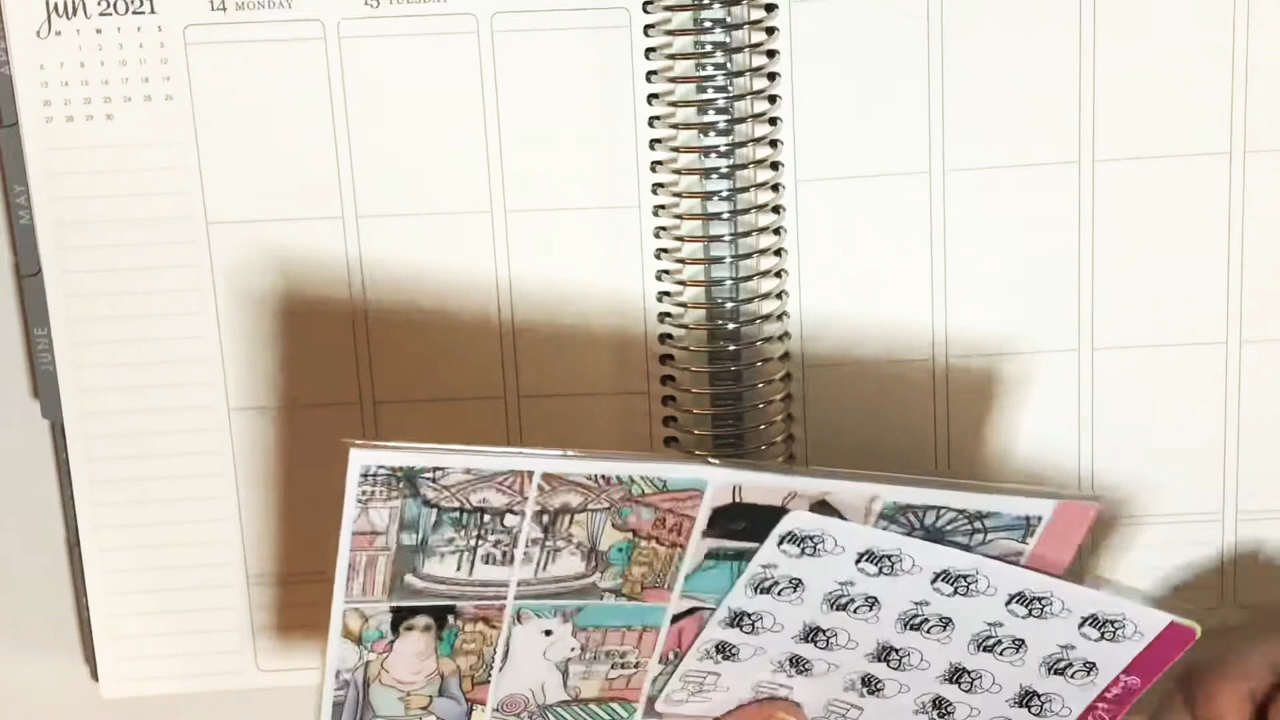 jun 2021
14 MONDAY
15 TUESDAY
M T W T F S
1 2 3 4 5
6 7 8 9 10 11 12
13 14 15 16 17 18 19
20 21 22 23 24 25 26
27 28 29 30
MAY
JUNE